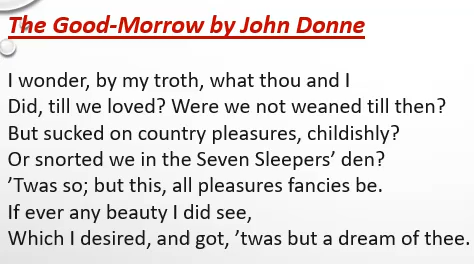 The Good-Morrow by John Donne
I wonder, by my troth, what thou and I
Did, till we loved? Were we not weaned till then?
But sucked on country pleasures, childishly?
Or snorted we in the Seven Sleepers’ den?
’Twas so; but this, all pleasures fancies be.
If ever any beauty I did see,
Which I desired, and got, ’twas but a dream of thee.